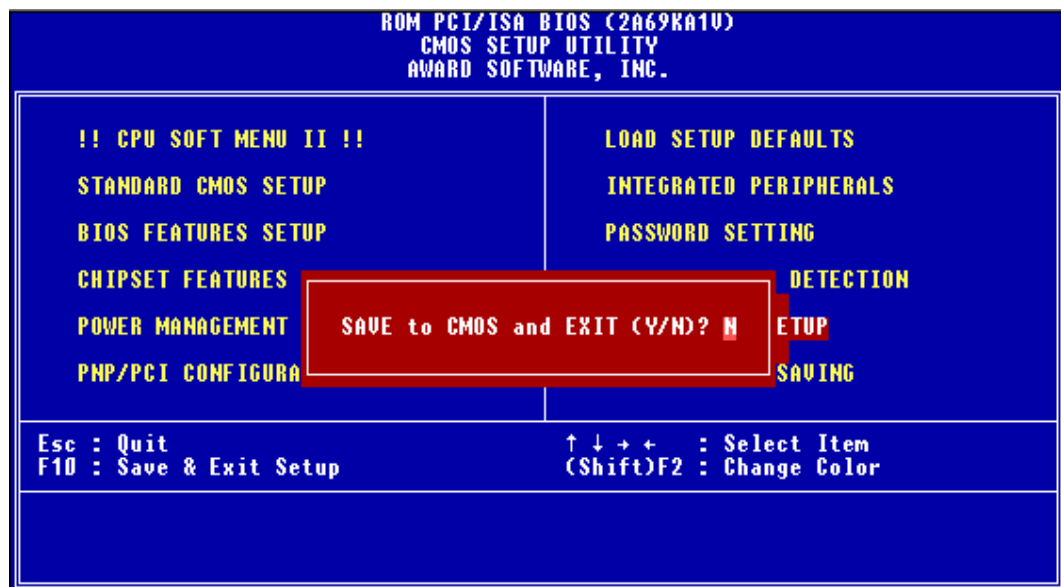 ROM PCI/ISA BIOS (2A69KA1V)
CMOS SETUP UTILITY
AWARD SOFTWARE, INC.
!! CPU SOFT MENU II !!
STANDARD CMOS SETUP
BIOS FEATURES SETUP
CHIPSET FEATURES
POWER MANAGEMENT
PNP/PCI CONFIGURA
LOAD SETUP DEFAULTS
INTEGRATED PERIPHERALS
PASSWORD SETTING
DETECTION
ETUP
SAVING
SAVE to CMOS and EXIT (Y/N)? N
Esc : Quit
F10 : Save & Exit Setup
↑ ↓ → ← : Select Item
(Shift)F2 : Change Color